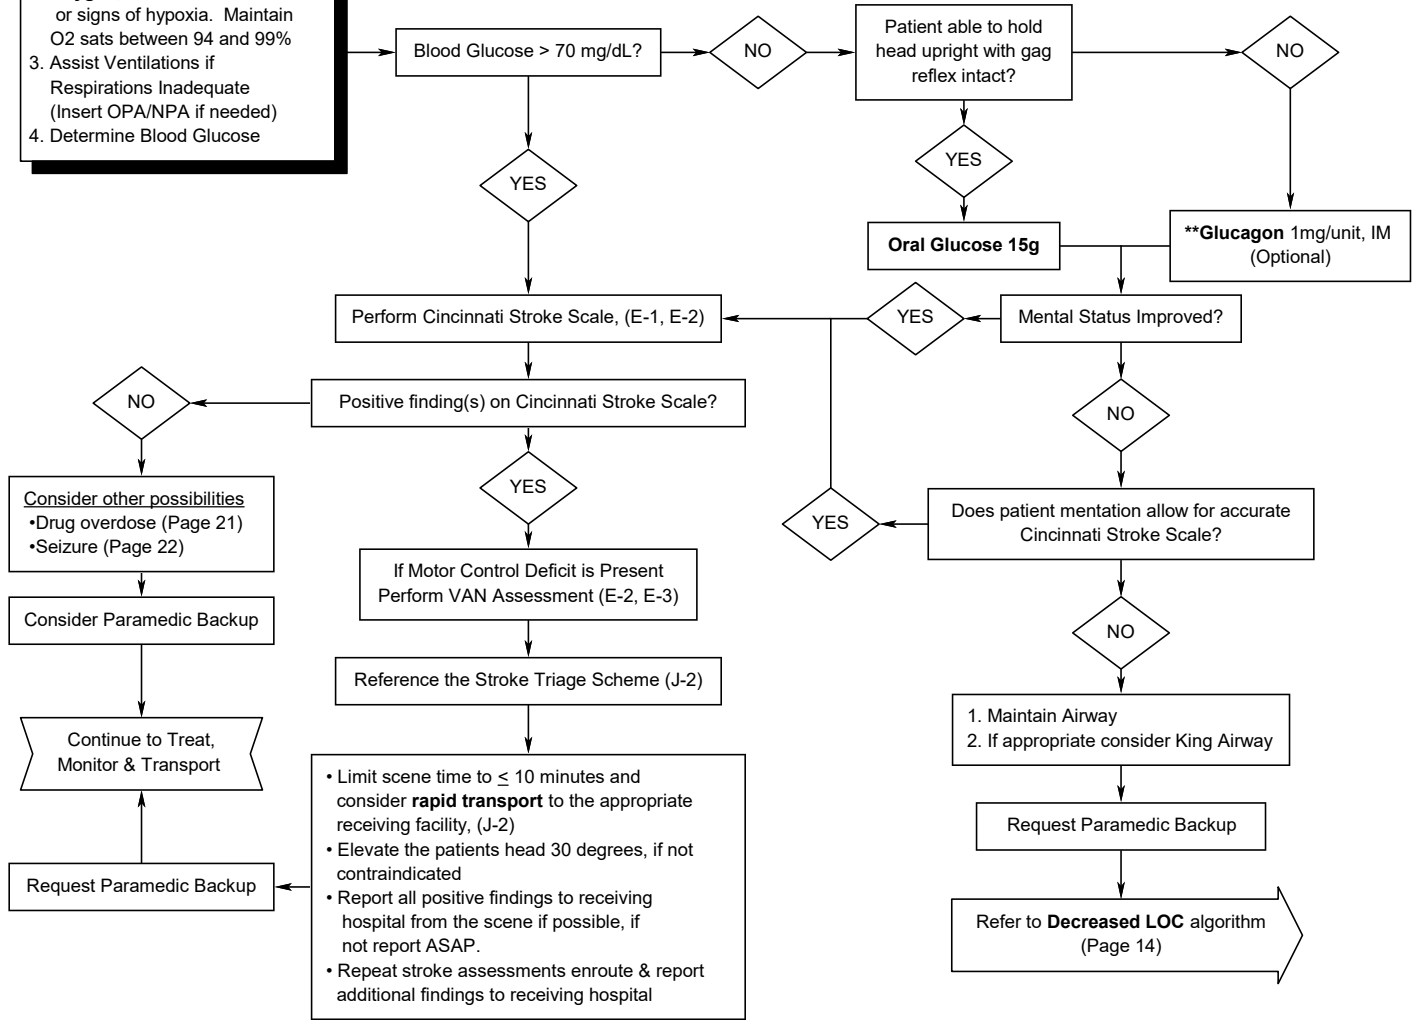 or signs of hypoxia. Maintain
O2 sats between 94 and 99%
3. Assist Ventilations if
Respirations Inadequate
(Insert OPA/NPA if needed)
4. Determine Blood Glucose
Blood Glucose > 70 mg/dL?
NO
Patient able to hold
head upright with gag
reflex intact?
NO
YES
YES
Oral Glucose 15g
**Glucagon 1mg/unit, IM
(Optional)
Perform Cincinnati Stroke Scale, (E-1, E-2)
YES
Mental Status Improved?
NO
Positive finding(s) on Cincinnati Stroke Scale?
NO
YES
Consider other possibilities
•Drug overdose (Page 21)
•Seizure (Page 22)
YES
Does patient mentation allow for accurate
Cincinnati Stroke Scale?
If Motor Control Deficit is Present
Perform VAN Assessment (E-2, E-3)
Consider Paramedic Backup
NO
Reference the Stroke Triage Scheme (J-2)
Continue to Treat,
Monitor & Transport
1. Maintain Airway
2. If appropriate consider King Airway
• Limit scene time to ≤ 10 minutes and
consider rapid transport to the appropriate
receiving facility, (J-2)
• Elevate the patients head 30 degrees, if not
contraindicated
• Report all positive findings to receiving
hospital from the scene if possible, if
not report ASAP.
• Repeat stroke assessments enroute & report
additional findings to receiving hospital
Request Paramedic Backup
Request Paramedic Backup
Refer to Decreased LOC algorithm
(Page 14)